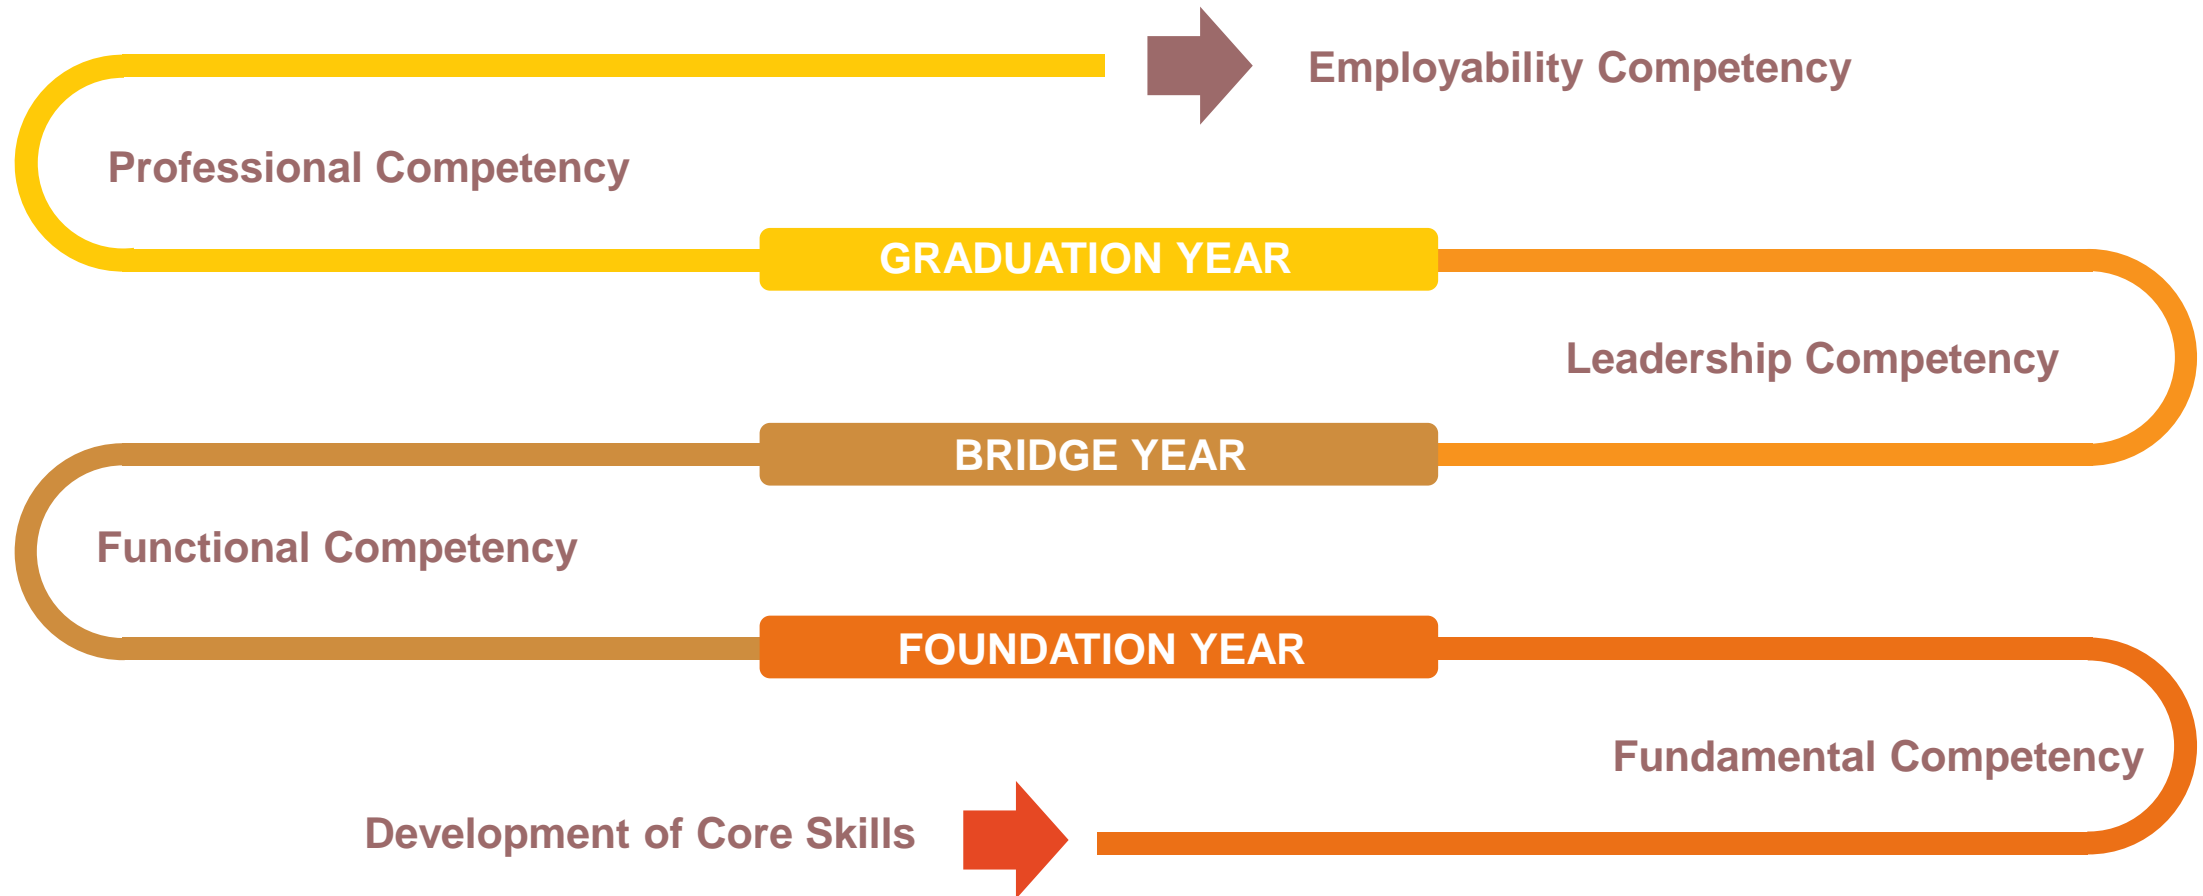 Employability Competency
Professional Competency
GRADUATION YEAR
Leadership Competency
BRIDGE YEAR
Functional Competency
FOUNDATION YEAR
Fundamental Competency
Development of Core Skills